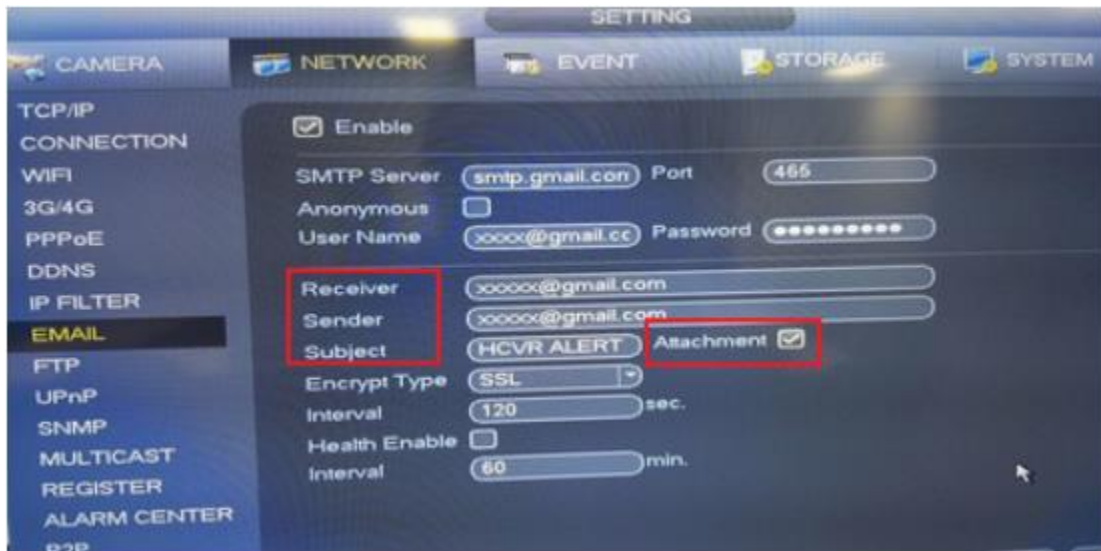 SETTING
CAMERA NETWORK EVENT STORAGE SYSTEM
TCP/IP
CONNECTION
WIFI
3G/4G
PPPoE
DDNS
IP FILTER
EMAIL
FTP
UPnP
SNMP
MULTICAST
REGISTER
ALARM CENTER
P2P
Enable
SMTP Server smtp.gmail.com Port 465
Anonymous
User Name xxxx@gmail.cc Password ●●●●●●●●●
Receiver xxxxx@gmail.com
Sender xxxxx@gmail.com
Subject HCVR ALERT Attachment
Encrypt Type SSL
Interval 120 sec.
Health Enable
Interval 60 min.